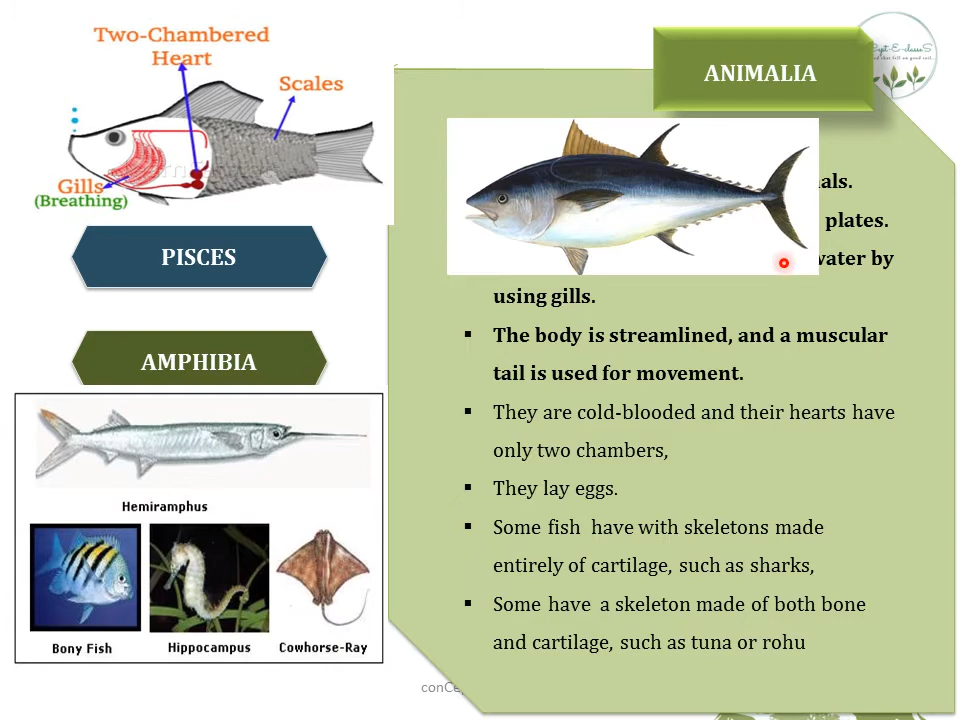 Two-Chambered
Heart
Scales
Gills
(Breathing)
PISCES
AMPHIBIA
Hemiramphus
Bony Fish
Hippocampus
Cowhorse-Ray
ANIMALIA
plates.
water by
using gills.
▪ The body is streamlined, and a muscular
tail is used for movement.
▪ They are cold-blooded and their hearts have
only two chambers,
▪ They lay eggs.
▪ Some fish have with skeletons made
entirely of cartilage, such as sharks,
▪ Some have a skeleton made of both bone
and cartilage, such as tuna or rohu